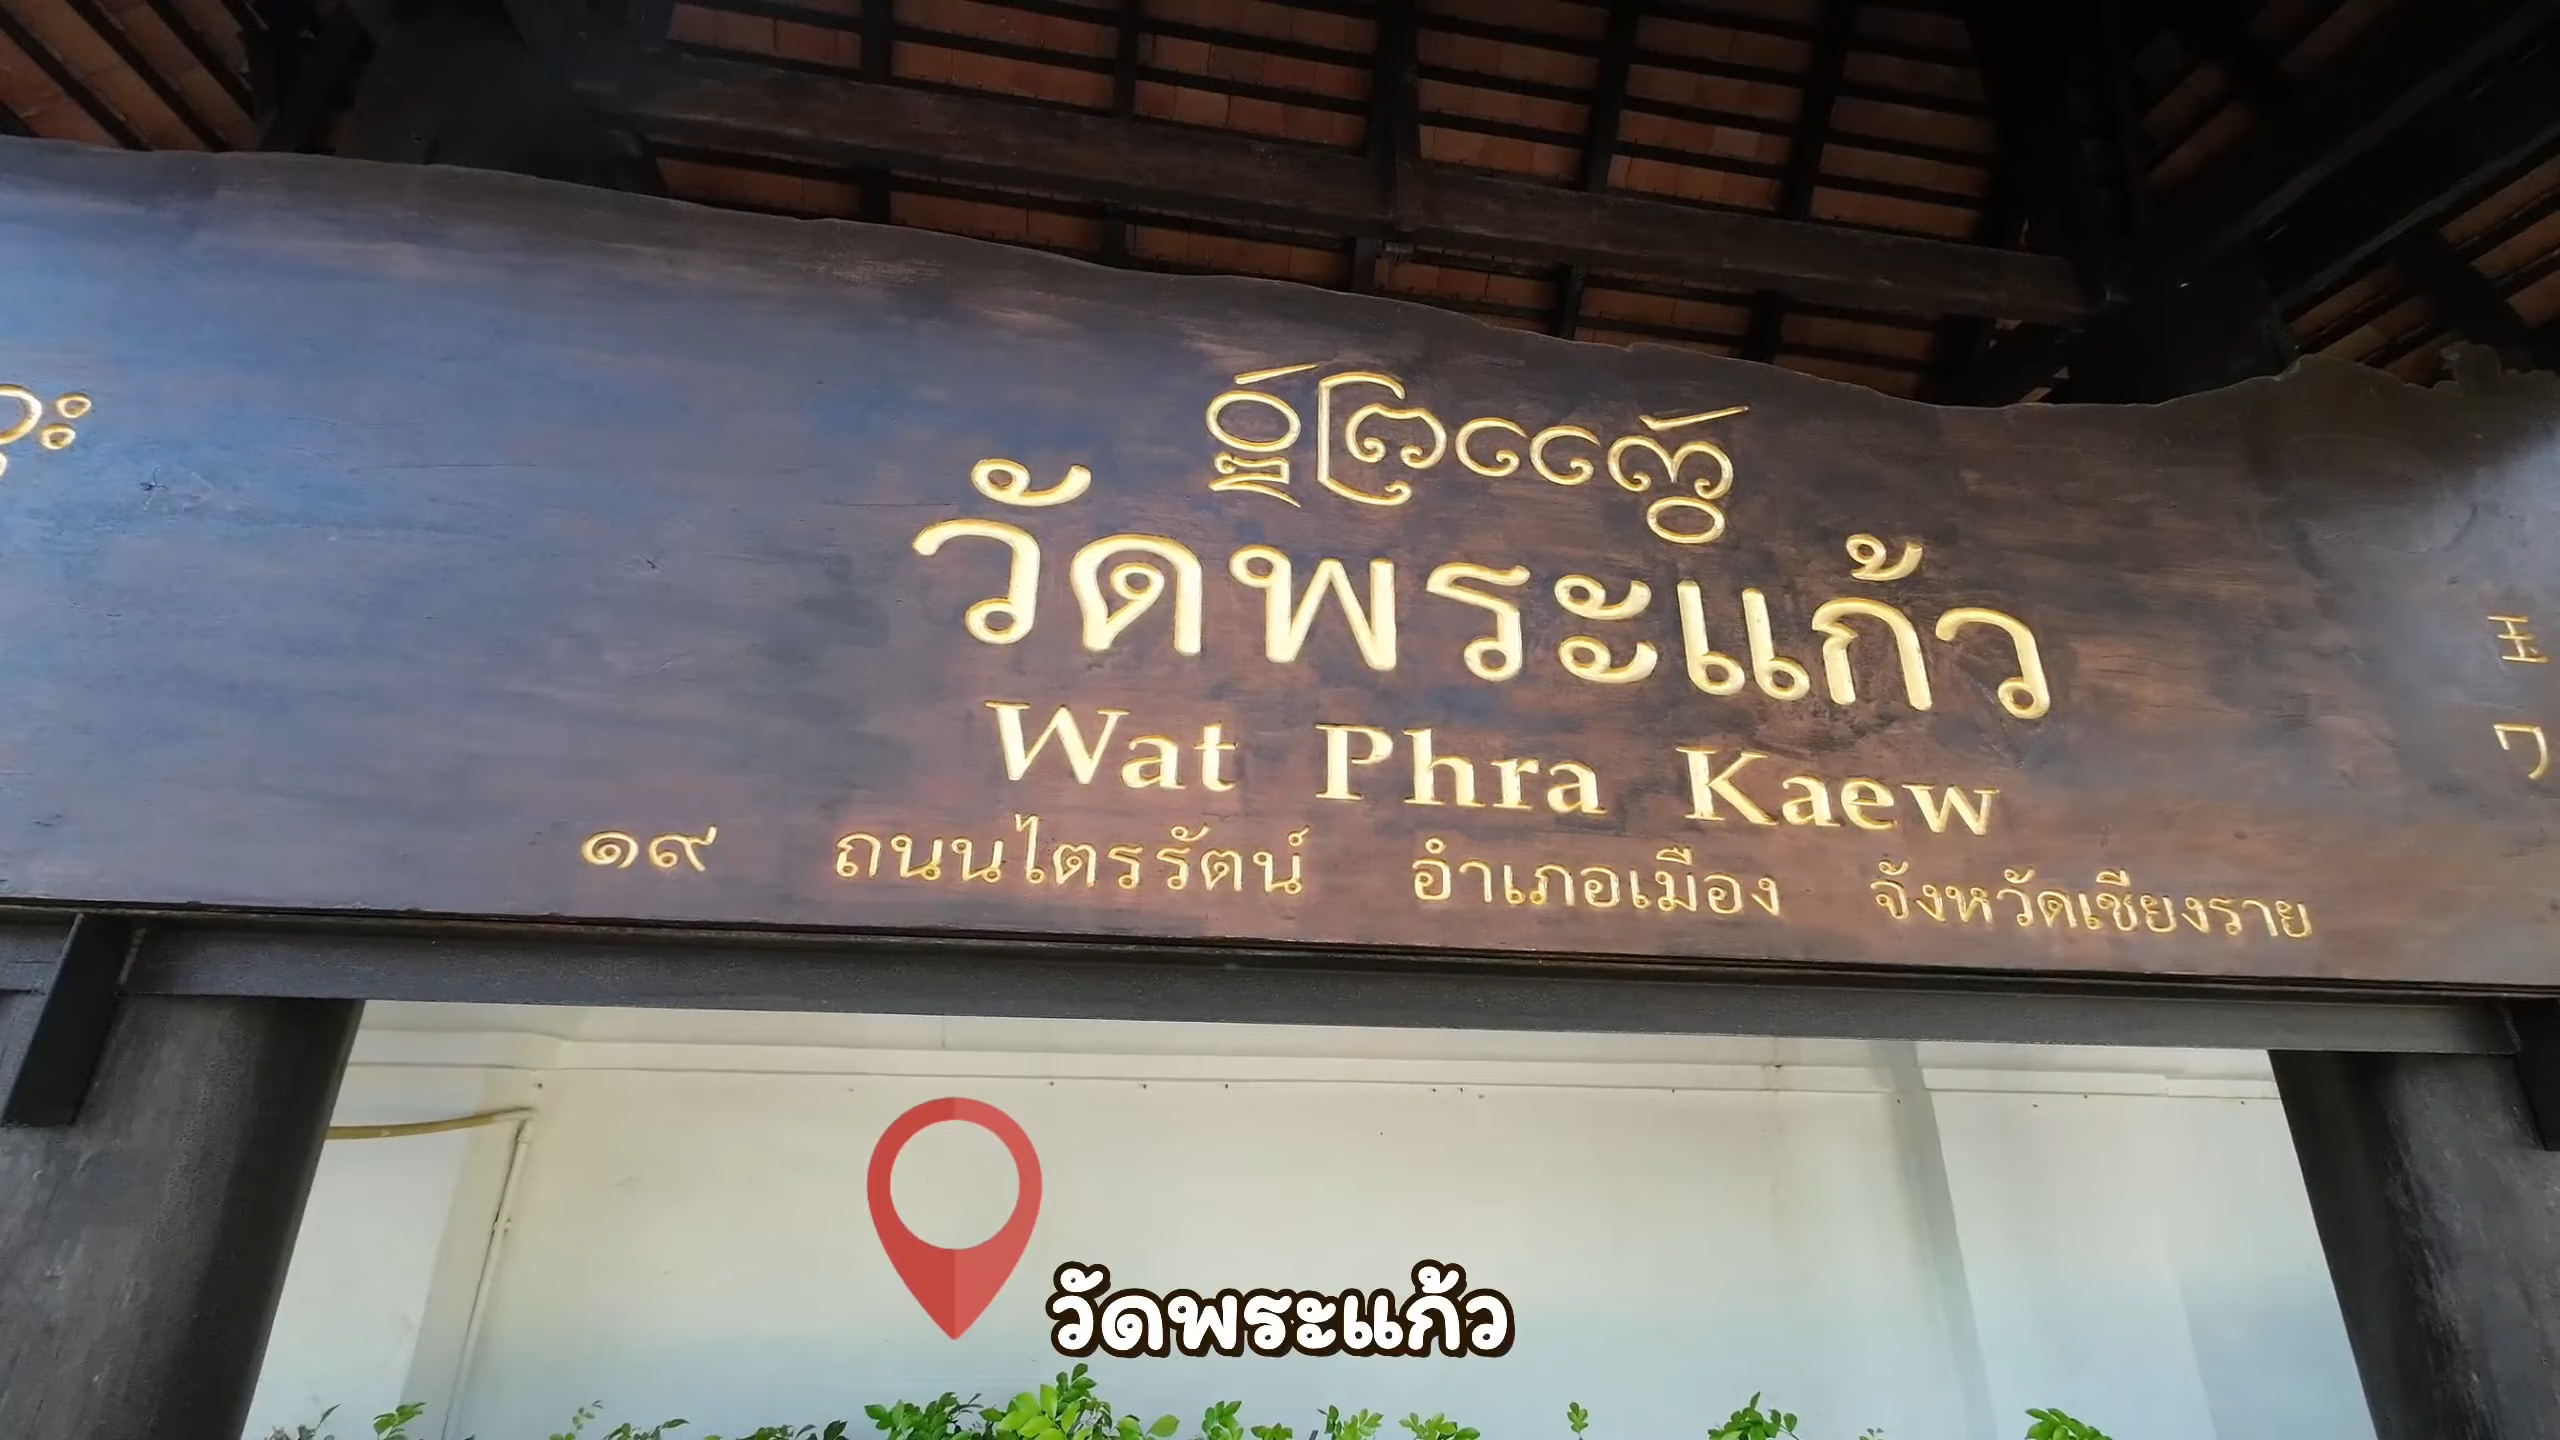 วัดพระแก้ว
Wat Phra Kaew
๑๙ ถนนไตรรัตน์ อำเภอเมือง จังหวัดเชียงราย
玉
วัดพระแก้ว